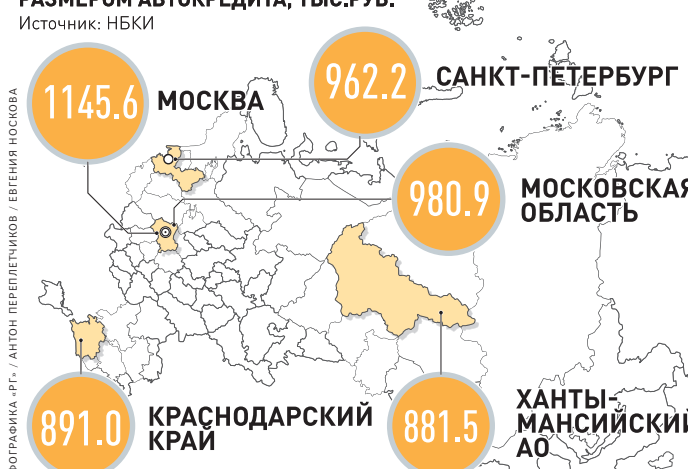 РАЗМЕРОМ АВТОКРЕДИТА, ТЫС.РУБ.
Источник: НБКИ
1145.6
МОСКВА
962.2
САНКТ-ПЕТЕРБУРГ
980.9
МОСКОВСКАЯ
ОБЛАСТЬ
891.0
КРАСНОДАРСКИЙ
КРАЙ
881.5
ХАНТЫ-
МАНСИЙСКИЙ
АО
ФОГРАФИКА «РГ» / АНТОН ПЕРЕПЛЕТЧИКОВ / ЕВГЕНИЯ НОСКОВА